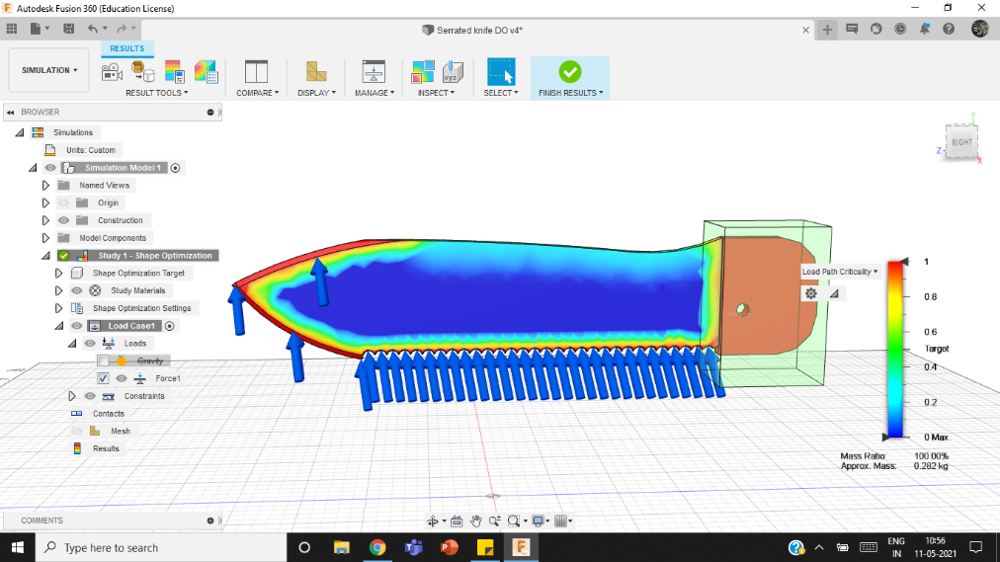 Autodesk Fusion 360 (Education License)
Serrated knife DO v4*
RESULTS
SIMULATION
RESULT TOOLS
COMPARE
DISPLAY
MANAGE
INSPECT
SELECT
FINISH RESULTS
BROWSER
Simulations
Units: Custom
Simulation Model 1
Named Views
Origin
Construction
Model Components
Study 1 - Shape Optimization
Shape Optimization Target
Study Materials
Shape Optimization Settings
Load Case1
Loads
Gravity
Force1
Constraints
Contacts
Mesh
Results
COMMENTS
Y
Z
X
RIGHT
Load Path Criticality
1
0.8
0.6
Target
0.4
0.2
0 Max.
Mass Ratio: 100.00%
Approx. Mass: 0.282 kg
Type here to search
ENG
IN
10:56
11-05-2021